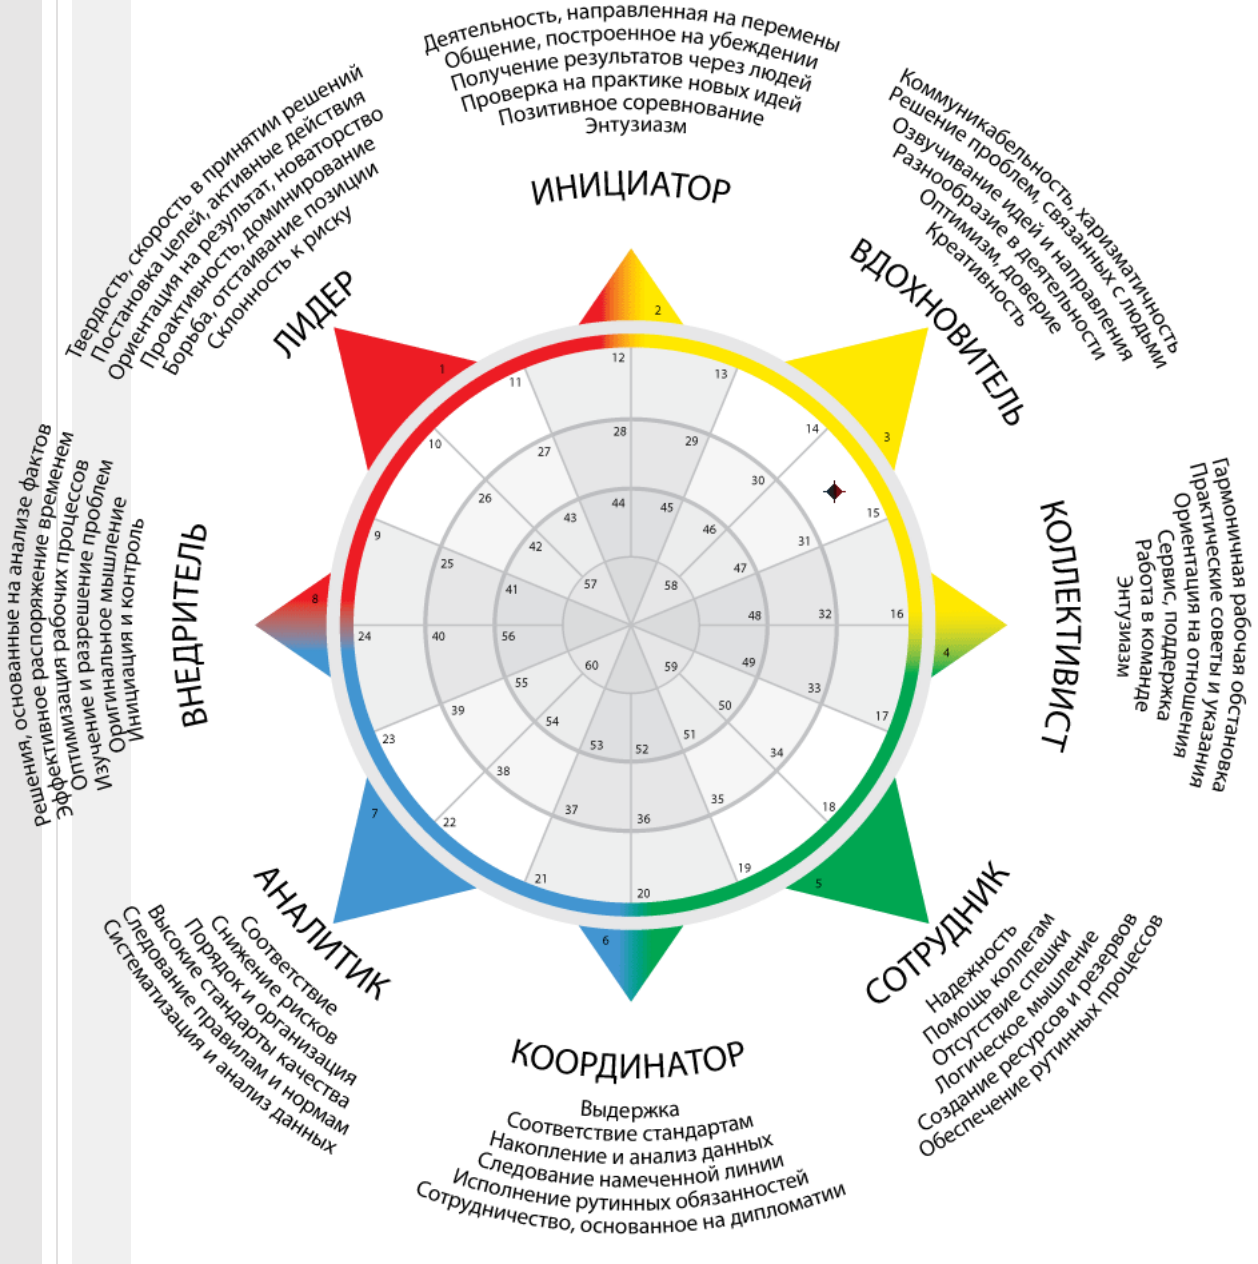 Деятельность, направленная на перемены
Общение, построенное на убеждении
Получение результатов через людей
Проверка на практике новых идей
Позитивное соревнование
Энтузиазм
ИНИЦИАТОР
Коммуникабельность, харизматичность
Решение проблем, связанных с людьми
Озвучивание идей и направления
Разнообразие в деятельности
Оптимизм, доверие
Креативность
ВДОХНОВИТЕЛЬ
Гармоничная рабочая обстановка
Практические советы и указания
Ориентация на отношения
Сервис, поддержка
Работа в команде
Энтузиазм
КОЛЛЕКТИВИСТ
СОТРУДНИК
Надежность
Помощь коллегам
Отсутствие спешки
Логическое мышление
Создание ресурсов и резервов
Обеспечение рутинных процессов
КООРДИНАТОР
Выдержка
Соответствие стандартам
Накопление и анализ данных
Следование намеченной линии
Исполнение рутинных обязанностей
Сотрудничество, основанное на дипломатии
АНАЛИТИК
Соответствие
Снижение рисков
Порядок и организация
Высокие стандарты качества
Следование правилам и нормам
Систематизация и анализ данных
Решения, основанные на анализе фактов
Эффективное распоряжение временем
Оптимизация рабочих процессов
Изучение и разрешение проблем
Оригинальное мышление
Инициация и контроль
ВНЕДРИТЕЛЬ
Твердость, скорость в принятии решений
Постановка целей, активные действия
Ориентация на результат, новаторство
Проактивность, доминирование
Борьба, отстаивание позиции
Склонность к риску
ЛИДЕР
1
2
3
4
5
6
7
8
9
10
11
12
13
14
15
16
17
18
19
20
21
22
23
24
25
26
27
28
29
30
31
32
33
34
35
36
37
38
39
40
41
42
43
44
45
46
47
48
49
50
51
52
53
54
55
56
57
58
59
60